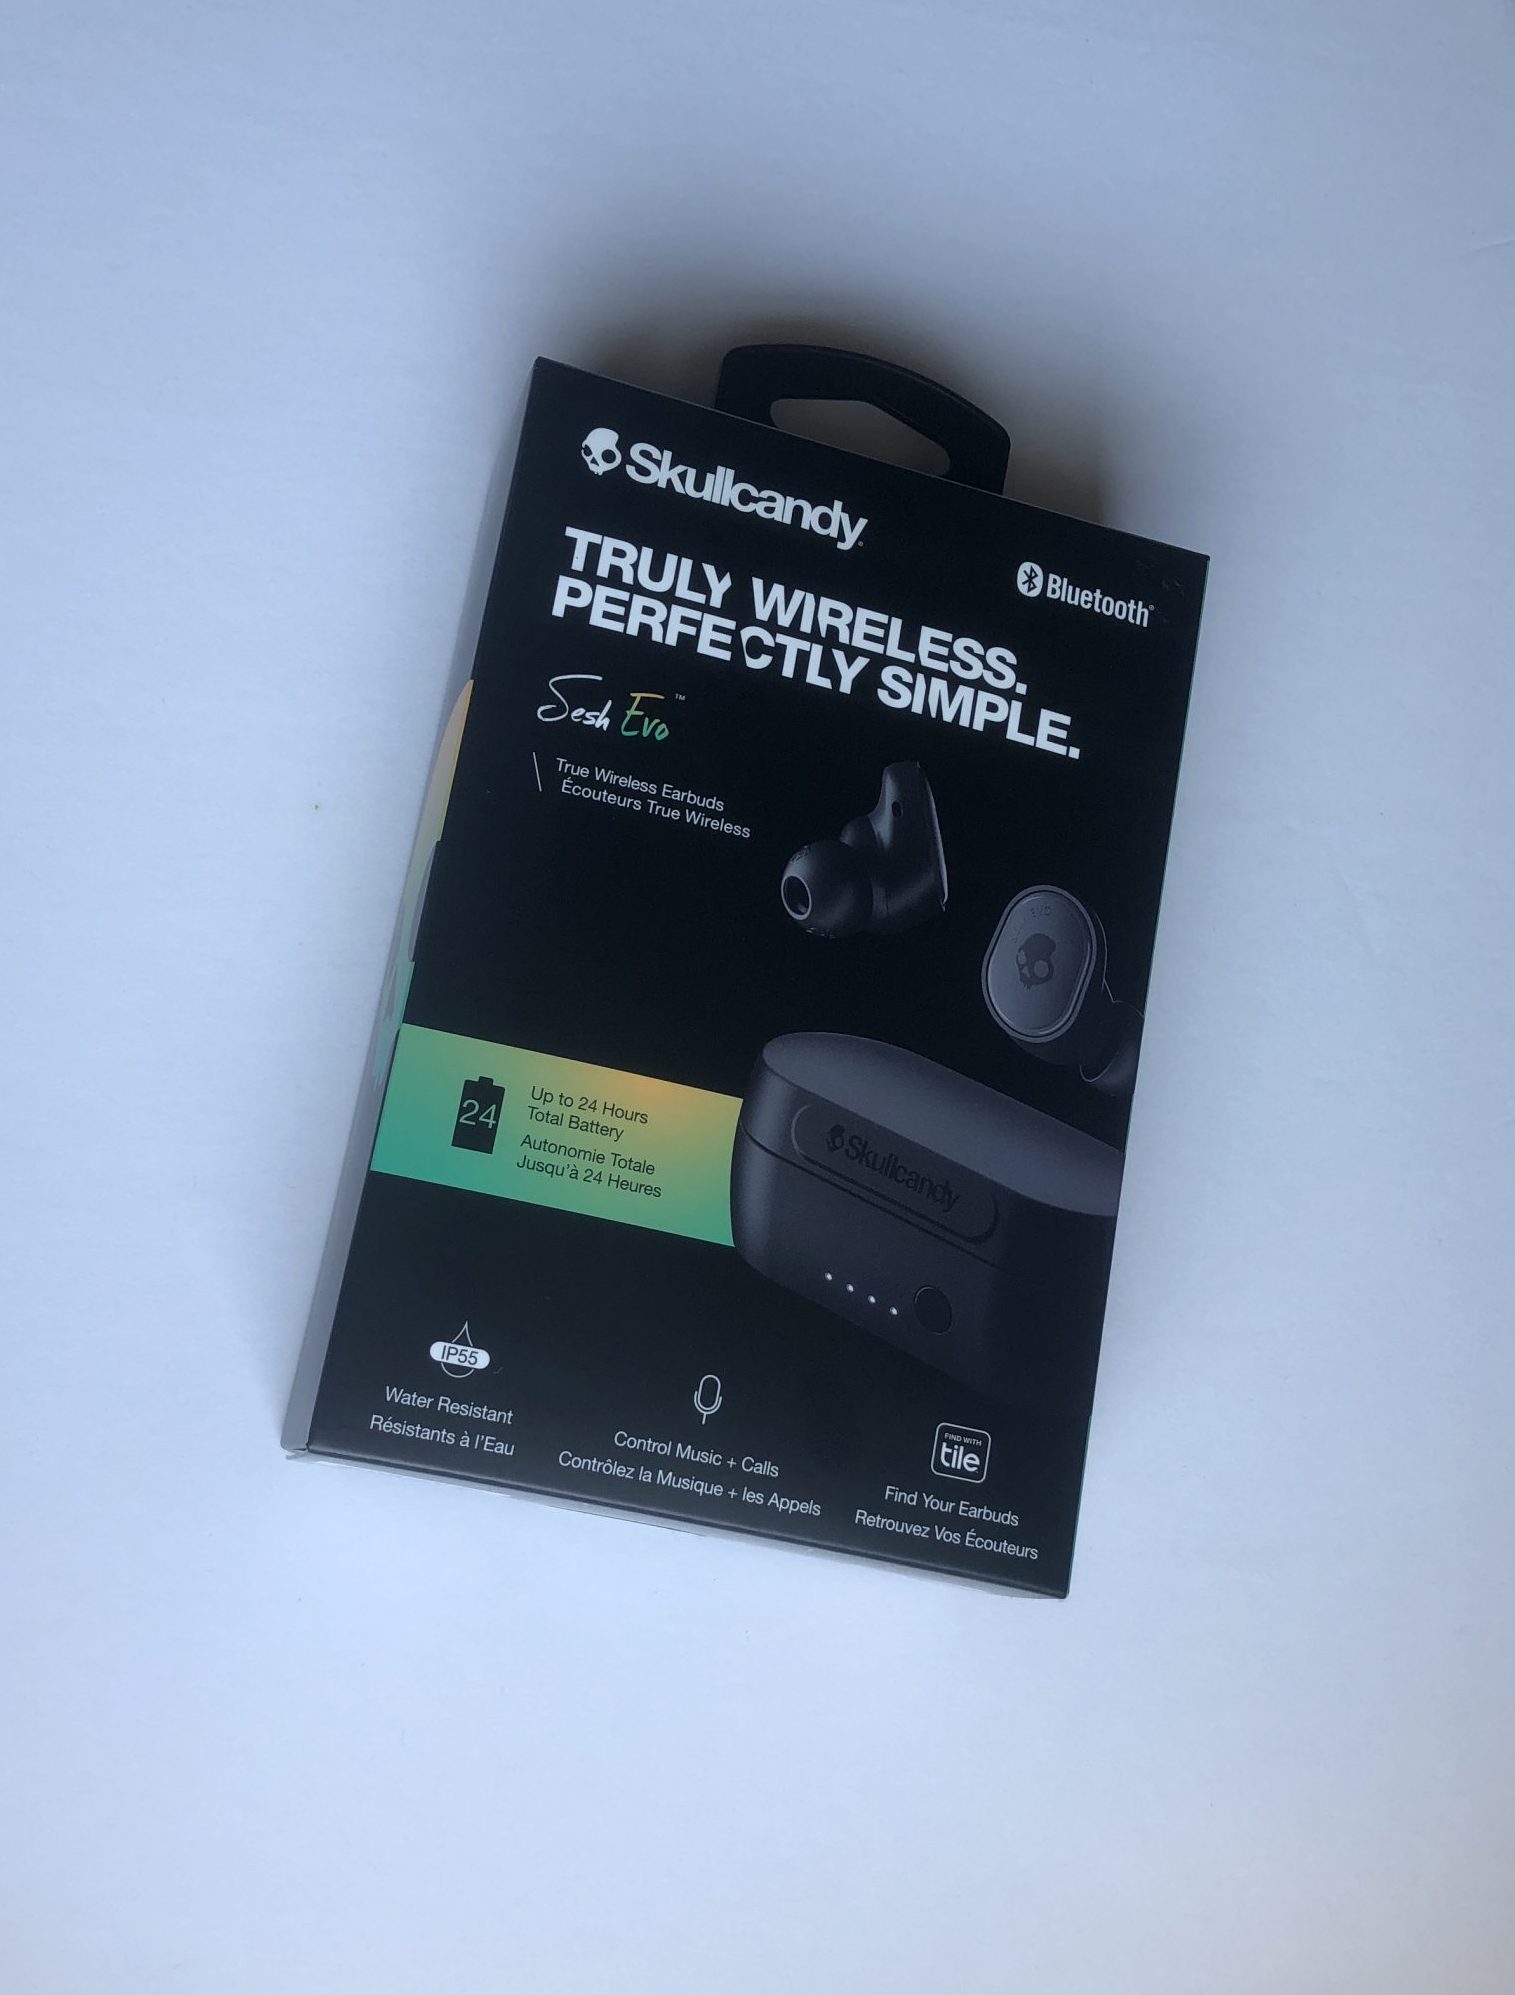 Skullcandy
Bluetooth®
TRULY WIRELESS.
PERFECTLY SIMPLE.
Sesh Evo™
True Wireless Earbuds
Écouteurs True Wireless
EVO
24
Up to 24 Hours
Total Battery
Autonomie Totale
Jusqu'à 24 Heures
Skullcandy
IP55
Water Resistant
Résistants à l'Eau
Control Music + Calls
Contrôlez la Musique + les Appels
FIND WITH
tile
Find Your Earbuds
Retrouvez Vos Écouteurs